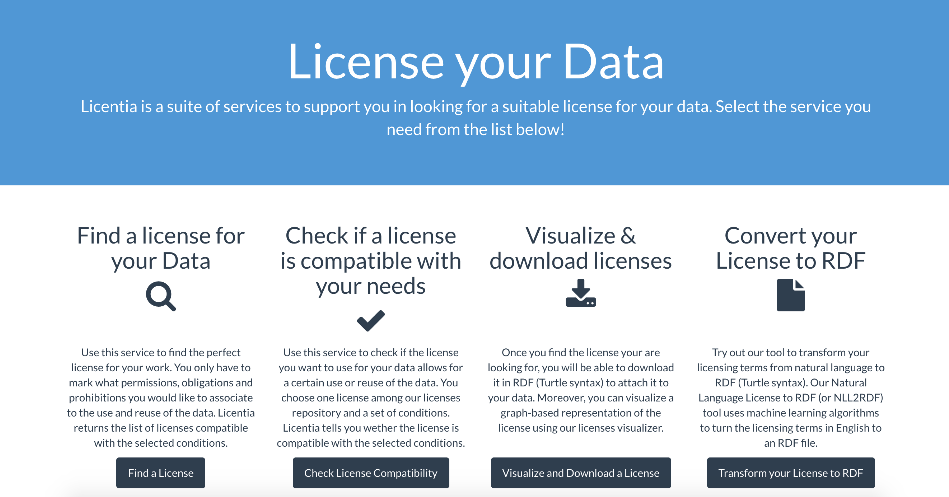 License your Data
Licentia is a suite of services to support you in looking for a suitable license for your data. Select the service you
need from the list below!
Find a license for
your Data
Use this service to find the perfect
license for your work. You only have to
mark what permissions, obligations and
prohibitions you would like to associate
to the use and reuse of the data. Licentia
returns the list of licenses compatible
with the selected conditions.
Find a License
Check if a license
is compatible with
your needs
Use this service to check if the license
you want to use for your data allows for
a certain use or reuse of the data. You
choose one license among our licenses
repository and a set of conditions.
Licentia tells you wether the license is
compatible with the selected conditions.
Check License Compatibility
Visualize &
download licenses
Once you find the license your are
looking for, you will be able to download
it in RDF (Turtle syntax) to attach it to
your data. Moreover, you can visualize a
graph-based representation of the
license using our licenses visualizer.
Visualize and Download a License
Convert your
License to RDF
Try out our tool to transform your
licensing terms from natural language to
RDF (Turtle syntax). Our Natural
Language License to RDF (or NLL2RDF)
tool uses machine learning algorithms
to turn the licensing terms in English to
an RDF file.
Transform your License to RDF